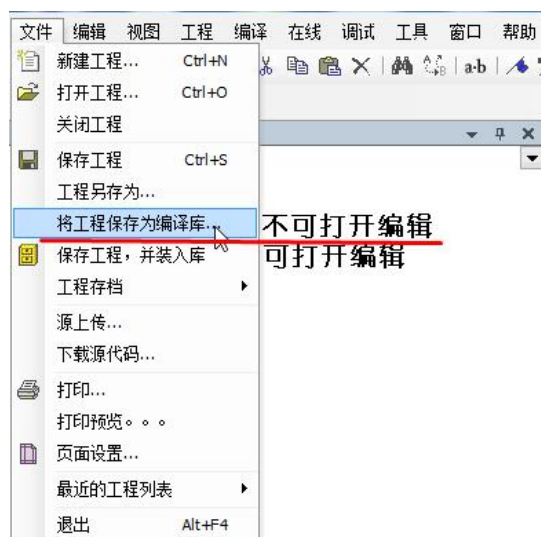 文件 编辑 视图 工程 编译 在线 调试 工具 窗口 帮助
新建工程... Ctrl+N
a·b
打开工程... Ctrl+O
关闭工程
保存工程 Ctrl+S
工程另存为...
将工程保存为编译库... 不可打开编辑
保存工程，并装入库 可打开编辑
工程存档
源上传...
下载源代码...
打印...
打印预览。。。
页面设置...
最近的工程列表
退出 Alt+F4